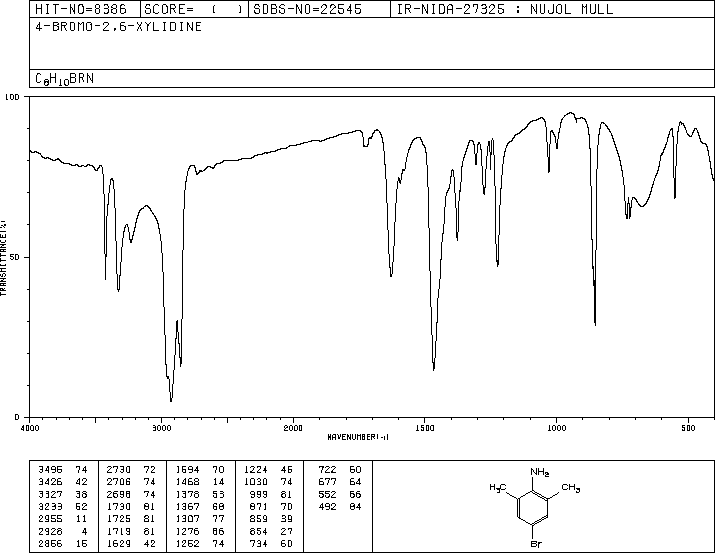 HIT-NO=8386 SCORE= ( ) SDBS-NO=22545 IR-NIDA-27325 : NUJOL MULL
4-BROMO-2,6-XYLIDINE
C8H10BRN
100
50
0
TRANSMITTANCE(%)
4000 3000 2000 1500 1000 500
WAVENUMBER(-1)
3495 74 2730 72 1594 70 1224 46 722 60
3426 42 2706 74 1468 14 1030 74 677 64
3327 38 2698 74 1378 53 999 81 552 66
3233 52 1730 81 1367 68 871 70 492 84
2955 11 1725 81 1307 77 859 39
2928 4 1719 81 1276 66 854 27
2856 15 1629 42 1252 74 734 60
NH2
H3C CH3
Br